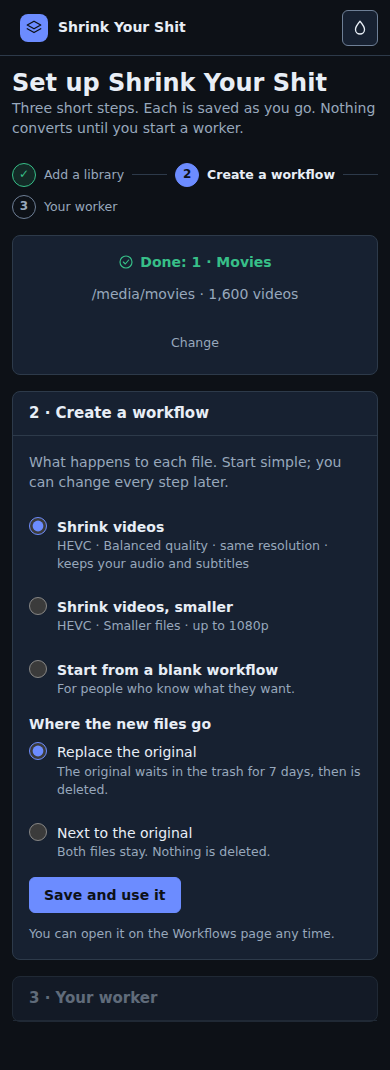 Shrink Your Shit
Set up Shrink Your Shit
Three short steps. Each is saved as you go. Nothing
converts until you start a worker.
✓ Add a library
2 Create a workflow
3 Your worker
Done: 1 · Movies
/media/movies · 1,600 videos
Change
2 · Create a workflow
What happens to each file. Start simple; you
can change every step later.
Shrink videos
HEVC · Balanced quality · same resolution ·
keeps your audio and subtitles
Shrink videos, smaller
HEVC · Smaller files · up to 1080p
Start from a blank workflow
For people who know what they want.
Where the new files go
Replace the original
The original waits in the trash for 7 days, then is
deleted.
Next to the original
Both files stay. Nothing is deleted.
Save and use it
You can open it on the Workflows page any time.
3 · Your worker